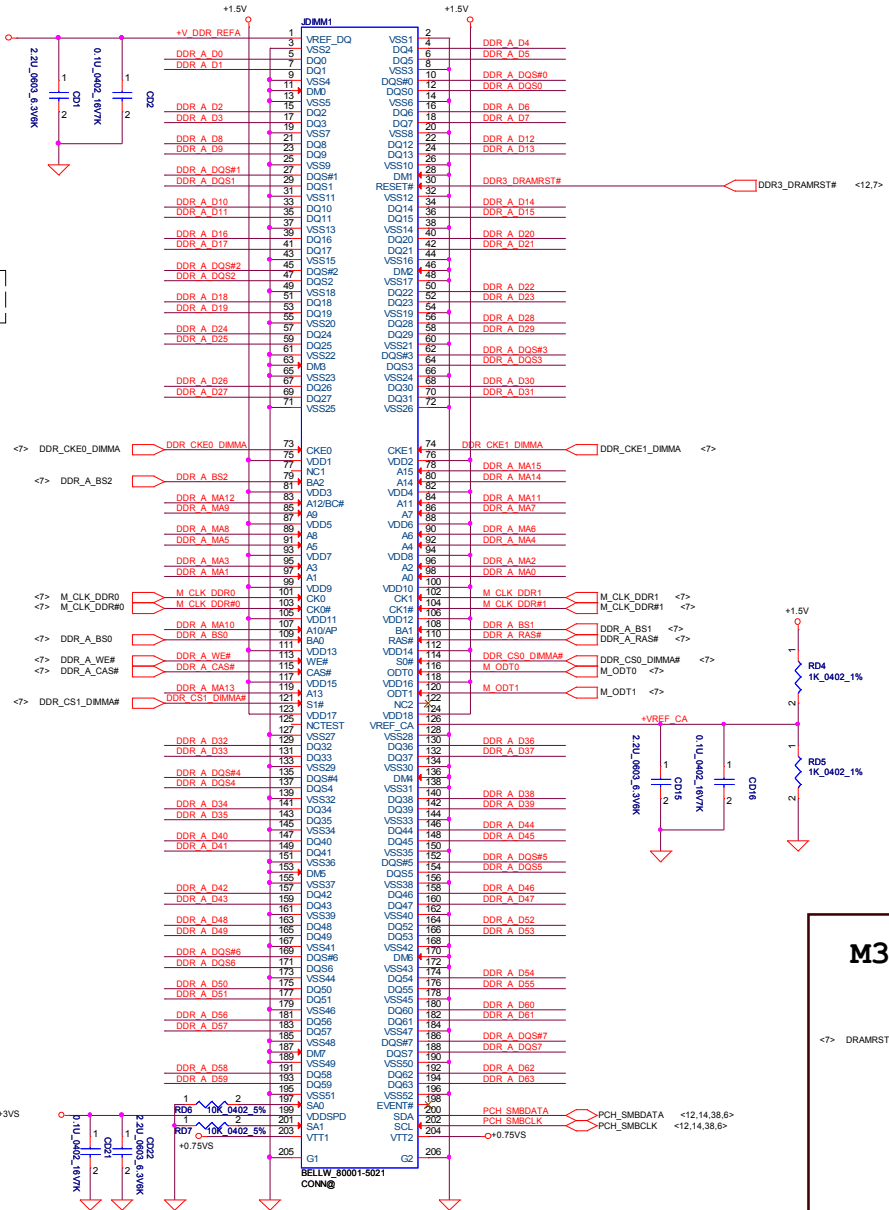 +1.5V +1.5V
JDIMM1
+V_DDR_REFA 1 VREF_DQ VSS1 2
3 VSS2 DQ4 4 DDR_A_D4
DDR_A_D0 5 DQ0 DQ5 6 DDR_A_D5
DDR_A_D1 7 DQ1 VSS3 8
9 VSS4 DQS#0 10 DDR_A_DQS#0
11 DM0 DQS0 12 DDR_A_DQS0
13 VSS5 VSS6 14
DDR_A_D2 15 DQ2 DQ6 16 DDR_A_D6
DDR_A_D3 17 DQ3 DQ7 18 DDR_A_D7
19 VSS7 VSS8 20
DDR_A_D8 21 DQ8 DQ12 22 DDR_A_D12
DDR_A_D9 23 DQ9 DQ13 24 DDR_A_D13
25 VSS9 VSS10 26
DDR_A_DQS#1 27 DQS#1 DM1 28
DDR_A_DQS1 29 DQS1 RESET# 30 DDR3_DRAMRST# DDR3_DRAMRST# <12,7>
31 VSS11 VSS12 32
DDR_A_D10 33 DQ10 DQ14 34 DDR_A_D14
DDR_A_D11 35 DQ11 DQ15 36 DDR_A_D15
37 VSS13 VSS14 38
DDR_A_D16 39 DQ16 DQ20 40 DDR_A_D20
DDR_A_D17 41 DQ17 DQ21 42 DDR_A_D21
43 VSS15 VSS16 44
DDR_A_DQS#2 45 DQS#2 DM2 46
DDR_A_DQS2 47 DQS2 VSS17 48
49 VSS18 DQ22 50 DDR_A_D22
DDR_A_D18 51 DQ18 DQ23 52 DDR_A_D23
DDR_A_D19 53 DQ19 VSS19 54
55 VSS20 DQ28 56 DDR_A_D28
DDR_A_D24 57 DQ24 DQ29 58 DDR_A_D29
DDR_A_D25 59 DQ25 VSS21 60
61 VSS22 DQS#3 62 DDR_A_DQS#3
63 DM3 DQS3 64 DDR_A_DQS3
65 VSS23 VSS24 66
DDR_A_D26 67 DQ26 DQ30 68 DDR_A_D30
DDR_A_D27 69 DQ27 DQ31 70 DDR_A_D31
71 VSS25 VSS26 72
<7> DDR_CKE0_DIMMA DDR_CKE0_DIMMA 73 CKE0 CKE1 74 DDR_CKE1_DIMMA DDR_CKE1_DIMMA <7>
75 VDD1 VDD2 76
77 NC1 A15 78 DDR_A_MA15
<7> DDR_A_BS2 DDR_A_BS2 79 BA2 A14 80 DDR_A_MA14
81 VDD3 VDD4 82
DDR_A_MA12 83 A12/BC# A11 84 DDR_A_MA11
DDR_A_MA9 85 A9 A7 86 DDR_A_MA7
87 VDD5 VDD6 88
DDR_A_MA8 89 A8 A6 90 DDR_A_MA6
DDR_A_MA5 91 A5 A4 92 DDR_A_MA4
93 VDD7 VDD8 94
DDR_A_MA3 95 A3 A2 96 DDR_A_MA2
DDR_A_MA1 97 A1 A0 98 DDR_A_MA0
99 VDD9 VDD10 100
<7> M_CLK_DDR0 M_CLK_DDR0 101 CK0 CK1 102 M_CLK_DDR1 M_CLK_DDR1 <7>
<7> M_CLK_DDR#0 M_CLK_DDR#0 103 CK0# CK1# 104 M_CLK_DDR#1 M_CLK_DDR#1 <7>
105 VDD11 VDD12 106
DDR_A_MA10 107 A10/AP BA1 108 DDR_A_BS1 DDR_A_BS1 <7>
<7> DDR_A_BS0 DDR_A_BS0 109 BA0 RAS# 110 DDR_A_RAS# DDR_A_RAS# <7>
111 VDD13 VDD14 112
<7> DDR_A_WE# DDR_A_WE# 113 WE# S0# 114 DDR_CS0_DIMMA# DDR_CS0_DIMMA# <7>
<7> DDR_A_CAS# DDR_A_CAS# 115 CAS# ODT0 116 M_ODT0 M_ODT0 <7>
117 VDD15 VDD16 118
DDR_A_MA13 119 A13 ODT1 120 M_ODT1 M_ODT1 <7>
<7> DDR_CS1_DIMMA# DDR_CS1_DIMMA# 121 S1# NC2 122
123 VDD17 VDD18 124
125 NCTEST VREF_CA 126 +VREF_CA
127 VSS27 VSS28 128
DDR_A_D32 129 DQ32 DQ36 130 DDR_A_D36
DDR_A_D33 131 DQ33 DQ37 132 DDR_A_D37
133 VSS29 VSS30 134
DDR_A_DQS#4 135 DQS#4 DM4 136
DDR_A_DQS4 137 DQS4 VSS31 138
139 VSS32 DQ38 140 DDR_A_D38
DDR_A_D34 141 DQ34 DQ39 142 DDR_A_D39
DDR_A_D35 143 DQ35 VSS33 144
145 VSS34 DQ44 146 DDR_A_D44
DDR_A_D40 147 DQ40 DQ45 148 DDR_A_D45
DDR_A_D41 149 DQ41 VSS35 150
151 VSS36 DQS#5 152 DDR_A_DQS#5
153 DM5 DQS5 154 DDR_A_DQS5
155 VSS37 VSS38 156
DDR_A_D42 157 DQ42 DQ46 158 DDR_A_D46
DDR_A_D43 159 DQ43 DQ47 160 DDR_A_D47
161 VSS39 VSS40 162
DDR_A_D48 163 DQ48 DQ52 164 DDR_A_D52
DDR_A_D49 165 DQ49 DQ53 166 DDR_A_D53
167 VSS41 VSS42 168
DDR_A_DQS#6 169 DQS#6 DM6 170
DDR_A_DQS6 171 DQS6 VSS43 172
173 VSS44 DQ54 174 DDR_A_D54
DDR_A_D50 175 DQ50 DQ55 176 DDR_A_D55
DDR_A_D51 177 DQ51 VSS45 178
179 VSS46 DQ60 180 DDR_A_D60
DDR_A_D56 181 DQ56 DQ61 182 DDR_A_D61
DDR_A_D57 183 DQ57 VSS47 184
185 VSS48 DQS#7 186 DDR_A_DQS#7
187 DM7 DQS7 188 DDR_A_DQS7
189 VSS49 VSS50 190
DDR_A_D58 191 DQ58 DQ62 192 DDR_A_D62
DDR_A_D59 193 DQ59 DQ63 194 DDR_A_D63
195 VSS51 VSS52 196
197 SA0 EVENT# 198
199 VDDSPD SDA 200 PCH_SMBDATA PCH_SMBDATA <12,14,38,6>
201 SA1 SCL 202 PCH_SMBCLK PCH_SMBCLK <12,14,38,6>
+0.75VS 203 VTT1 VTT2 204 +0.75VS
205 G1 G2 206
BELLW_80001-5021
CONN@
1 2
CD1
2.2U_0603_6.3V6K
1 2
CD2
0.1U_0402_16V7K
+1.5V
1 2
RD4
1K_0402_1%
1 2
RD5
1K_0402_1%
1 2
CD15
2.2U_0603_6.3V6K
1 2
CD16
0.1U_0402_16V7K
+3VS
1 2
RD6 10K_0402_5%
1 2
RD7 10K_0402_5%
1 2
CD21
0.1U_0402_16V7K
1 2
CD22
2.2U_0603_6.3V6K
M3
<7> DRAMRST